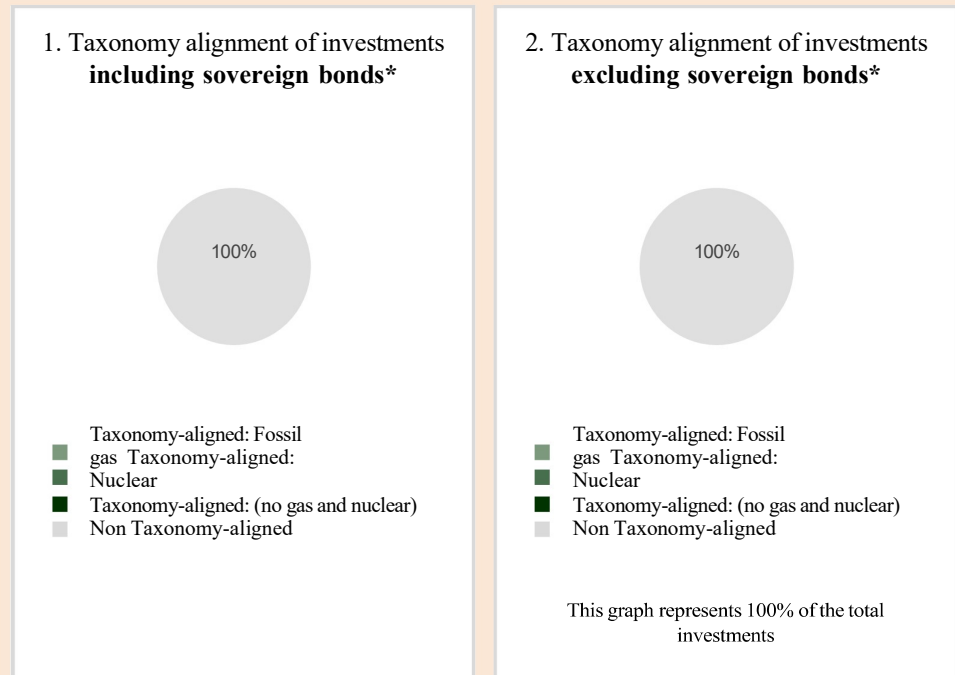 1. Taxonomy alignment of investments
including sovereign bonds*
100%
Taxonomy-aligned: Fossil
gas Taxonomy-aligned:
Nuclear
Taxonomy-aligned: (no gas and nuclear)
Non Taxonomy-aligned
2. Taxonomy alignment of investments
excluding sovereign bonds*
100%
Taxonomy-aligned: Fossil
gas Taxonomy-aligned:
Nuclear
Taxonomy-aligned: (no gas and nuclear)
Non Taxonomy-aligned
This graph represents 100% of the total
investments